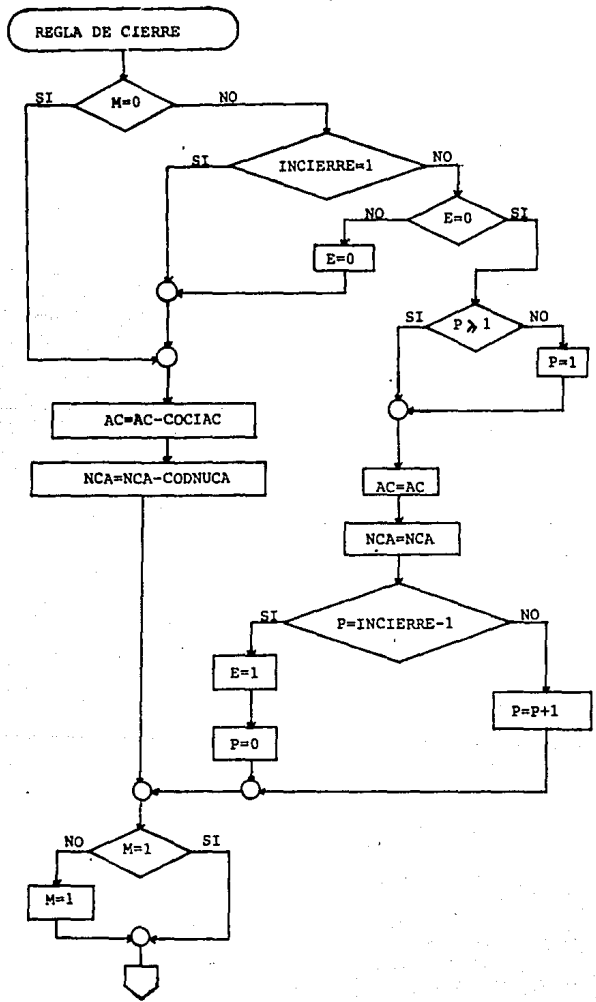 REGLA DE CIERRE
SI
M=0
NO
SI
INCIERRE=1
NO
NO
E=0
SI
E=0
SI
P ⩾ 1
NO
P=1
AC=AC-COCIAC
NCA=NCA-CODNUCA
AC=AC
NCA=NCA
SI
P=INCIERRE-1
NO
E=1
P=P+1
P=0
NO
M=1
SI
M=1